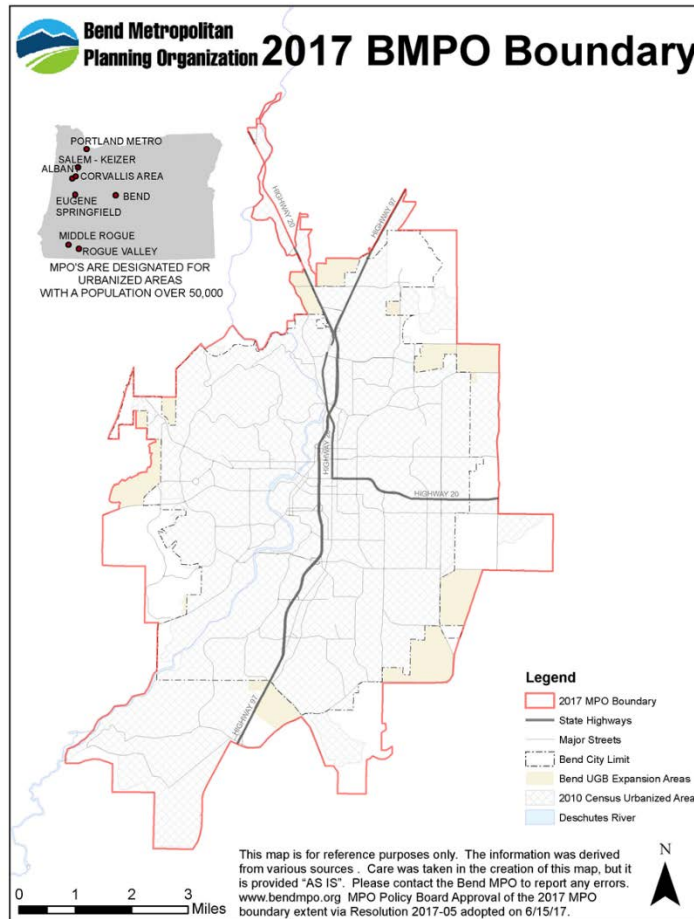 Bend Metropolitan
Planning Organization
2017 BMPO Boundary
PORTLAND METRO
SALEM - KEIZER
ALBANY
CORVALLIS AREA
EUGENE
SPRINGFIELD
BEND
MIDDLE ROGUE
ROGUE VALLEY
MPO'S ARE DESIGNATED FOR
URBANIZED AREAS
WITH A POPULATION OVER 50,000
HIGHWAY 20
HIGHWAY 97
HIGHWAY 20
HIGHWAY 97
Legend
2017 MPO Boundary
State Highways
Major Streets
Bend City Limit
Bend UGB Expansion Areas
2010 Census Urbanized Area
Deschutes River
This map is for reference purposes only. The information was derived
from various sources . Care was taken in the creation of this map, but it
is provided "AS IS". Please contact the Bend MPO to report any errors.
www.bendmpo.org MPO Policy Board Approval of the 2017 MPO
boundary extent via Resolution 2017-05 adopted on 6/15/17.
N
0 1 2 3
Miles